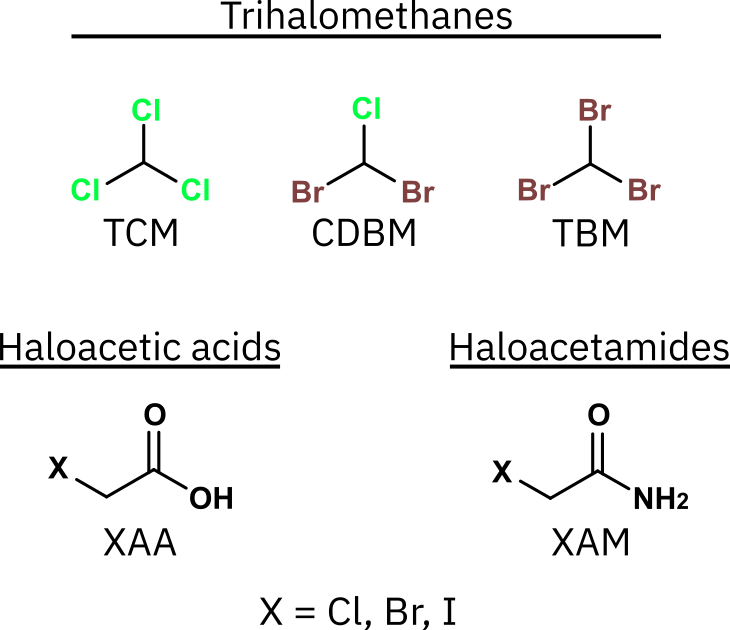 Trihalomethanes
Cl Cl Br
Cl Cl Br Br Br Br
TCM CDBM TBM
Haloacetic acids Haloacetamides
O O
X X
OH NH2
XAA XAM
X = Cl, Br, I